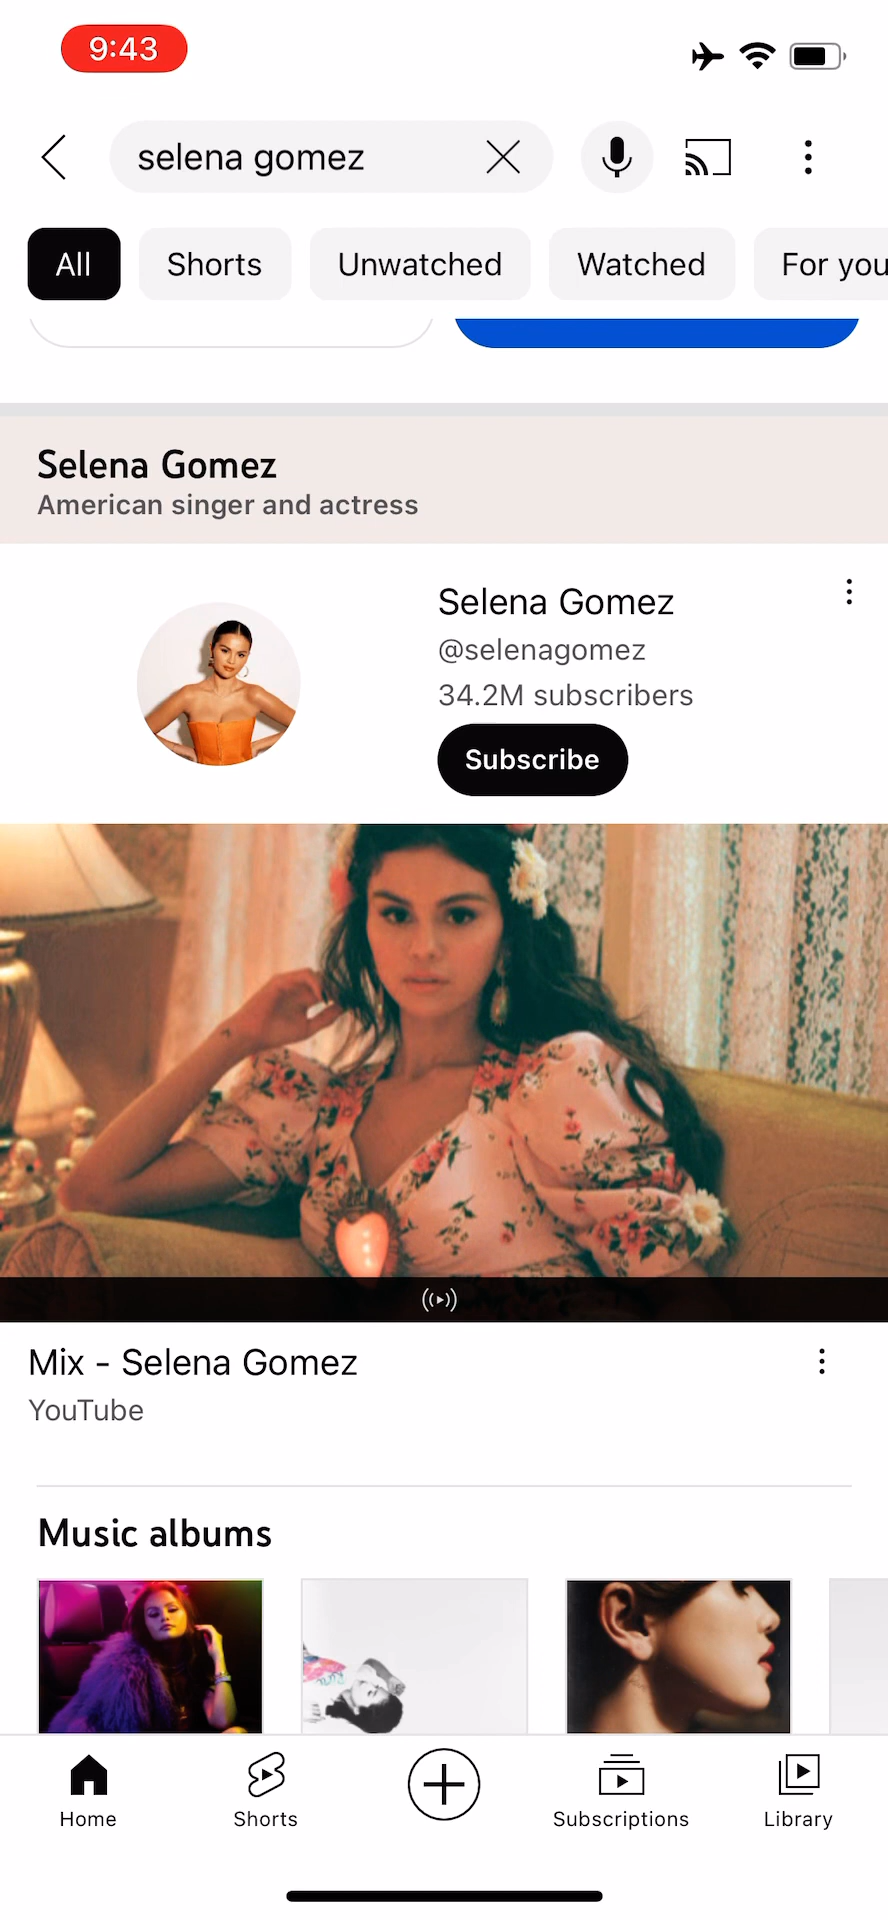 9:43
selena gomez
All
Shorts
Unwatched
Watched
For you
Selena Gomez
American singer and actress
Selena Gomez
@selenagomez
34.2M subscribers
Subscribe
Mix - Selena Gomez
YouTube
Music albums
Home
Shorts
Subscriptions
Library